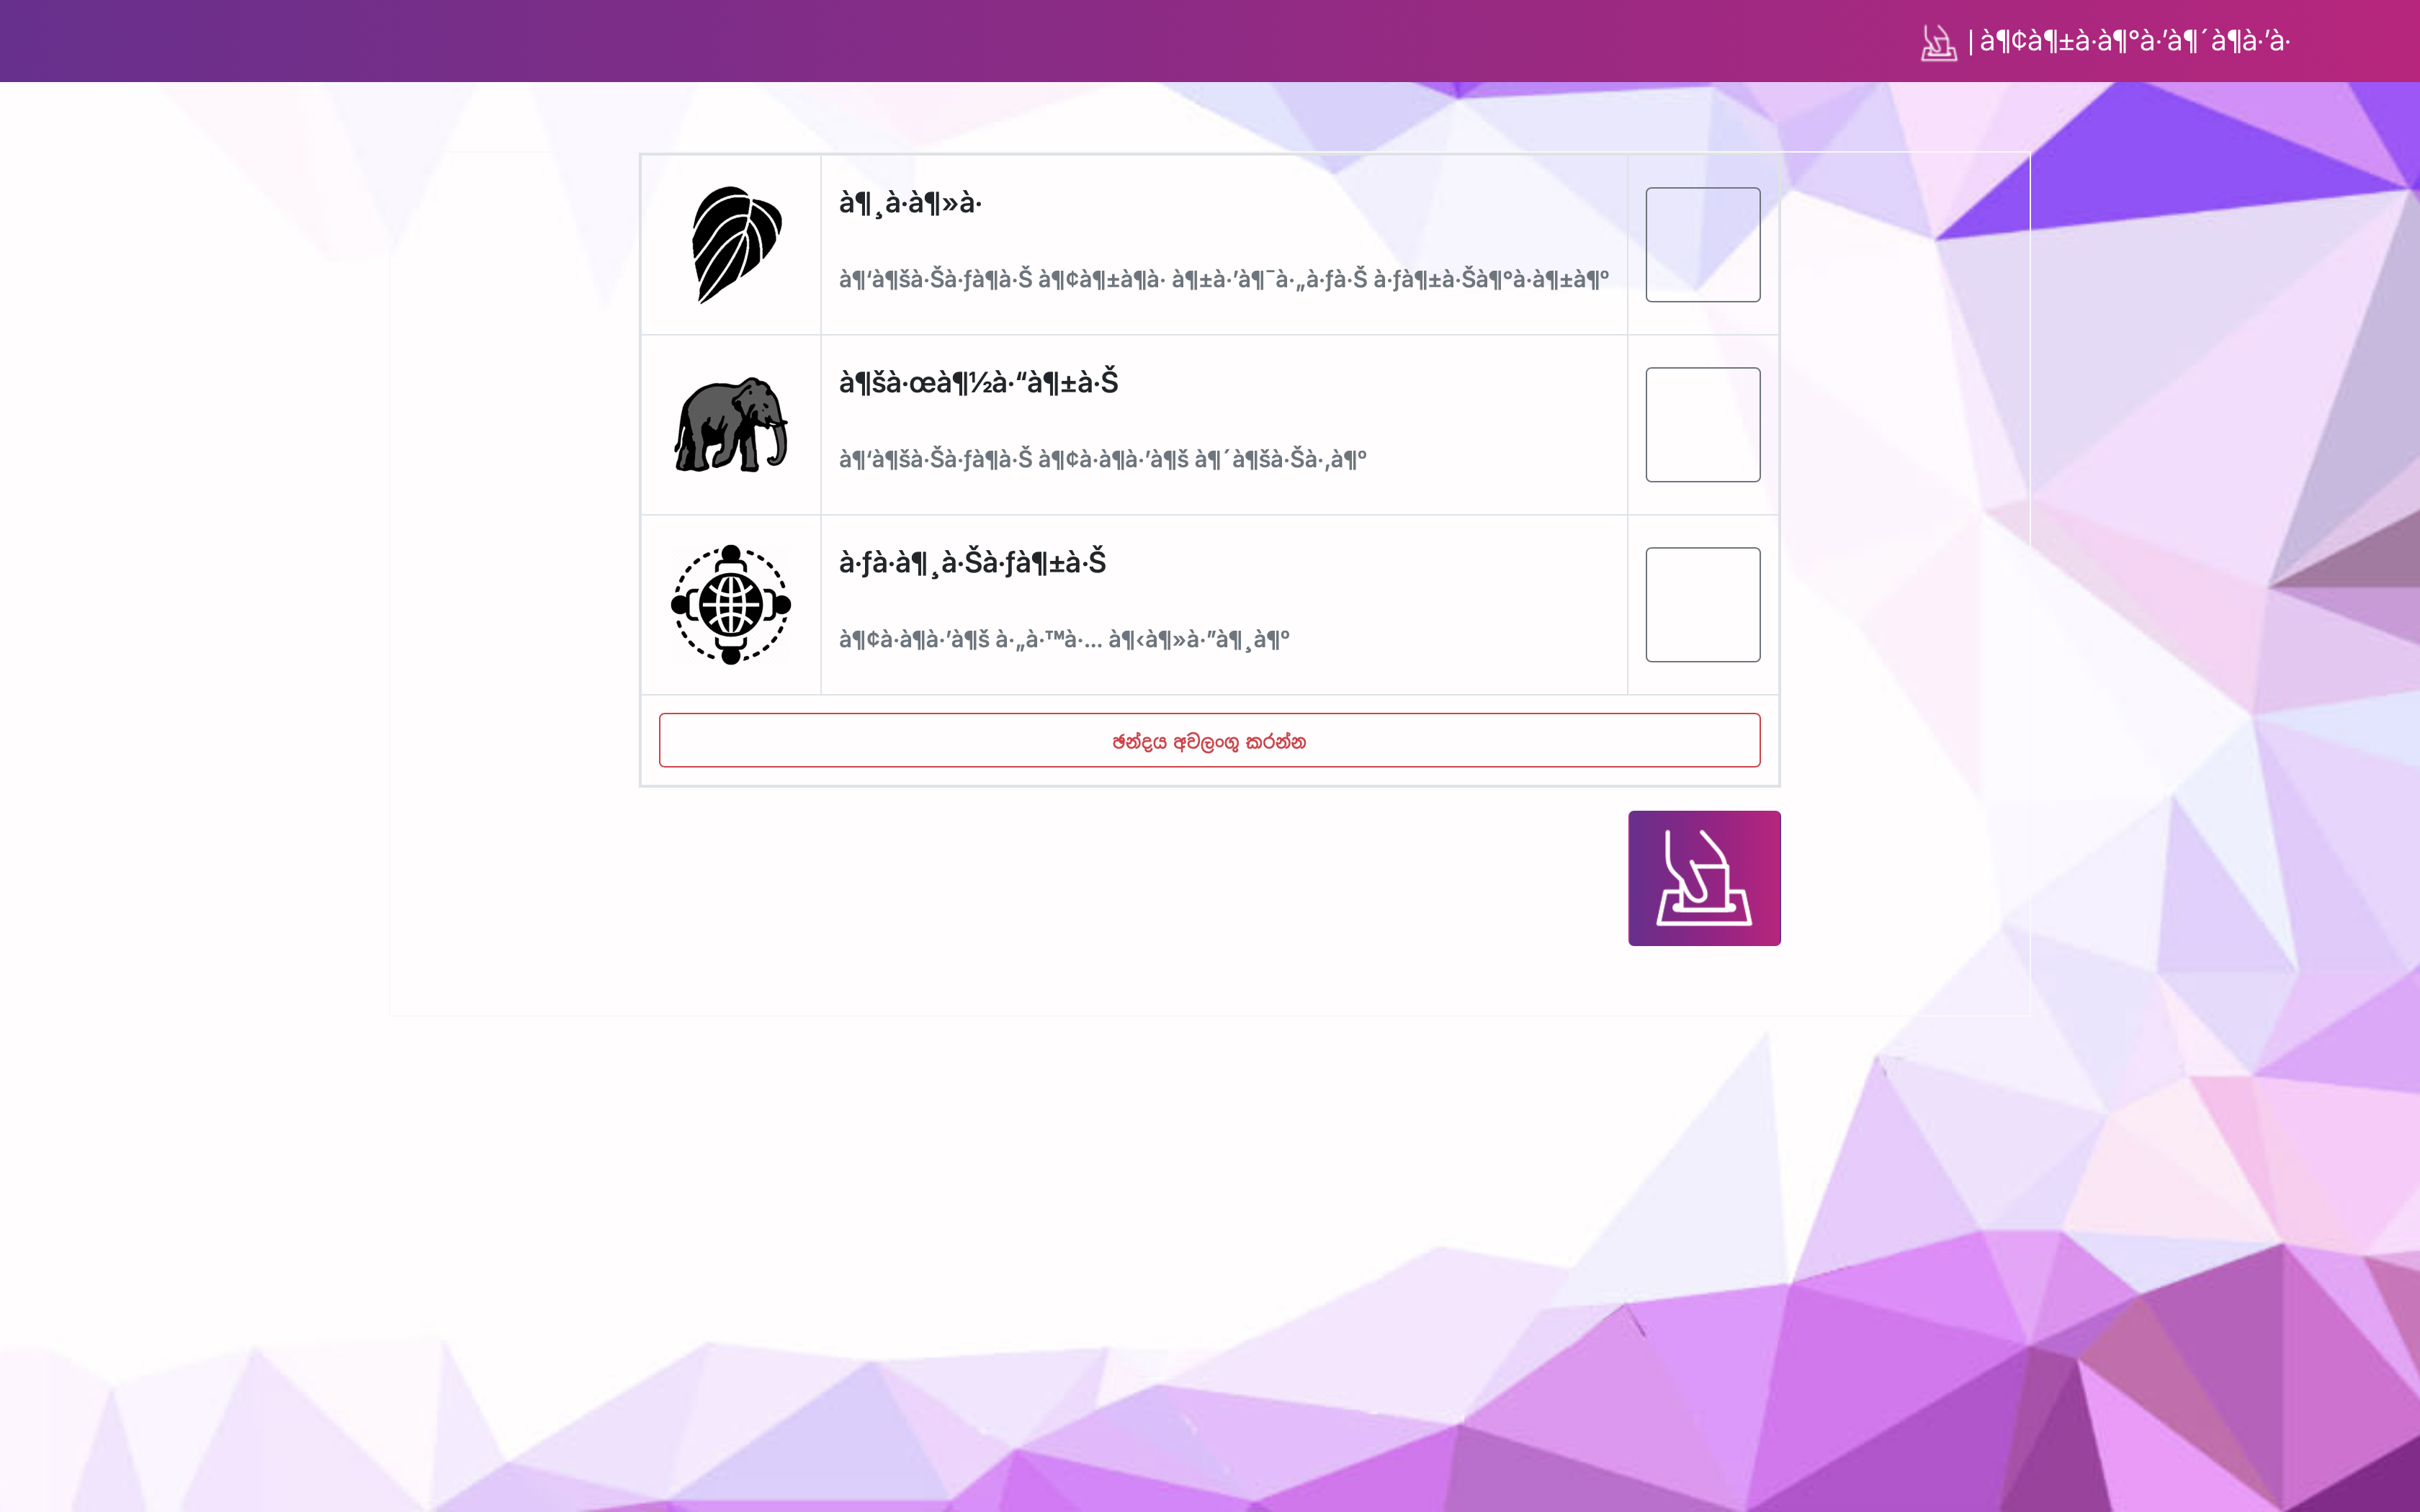 | à¶¢à¶±à·à¶°à·’à¶´à¶à·’à·
à¶¸à·à¶»à·
à¶‘à¶šà·Šà·ƒà¶à·Š à¶¢à¶±à¶à· à¶±à·’à¶¯à·„à·ƒà·Š à·ƒà¶±à·Šà¶°à·à¶±à¶º
à¶šà·œà¶½à·“à¶±à·Š
à¶‘à¶šà·Šà·ƒà¶à·Š à¶¢à·à¶à·’à¶š à¶´à¶šà·Šà·‚à¶º
à·ƒà·à¶¸à·Šà·ƒà¶±à·Š
à¶¢à·à¶à·’à¶š à·„à·™à·… à¶‹à¶»à·”à¶¸à¶º
ඡන්දය අවලංගු කරන්න